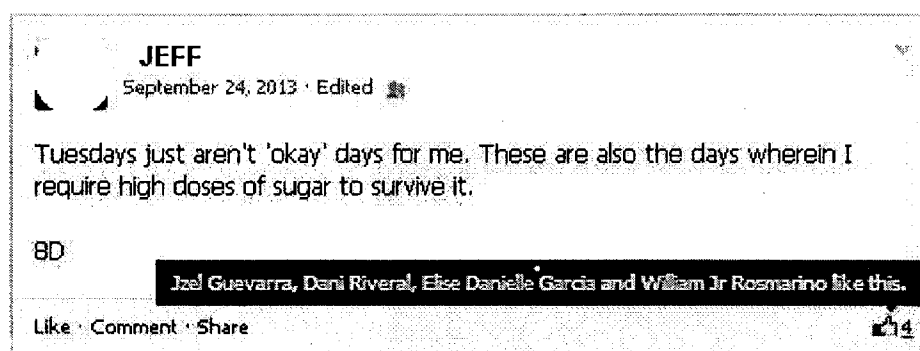 JEFF
September 24, 2013 · Edited
Tuesdays just aren't 'okay' days for me. These are also the days wherein I
require high doses of sugar to survive it.
8D
Jzel Guevarra, Dani Riveral, Elise Danielle Garcia and William Jr Rosmarino like this.
Like · Comment · Share
4